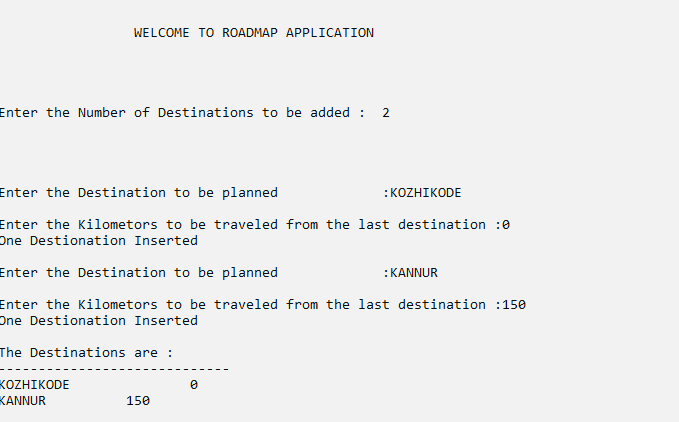 WELCOME TO ROADMAP APPLICATION
Enter the Number of Destinations to be added :  2
Enter the Destination to be planned             :KOZHIKODE
Enter the Kilometors to be traveled from the last destination :0
One Destionation Inserted
Enter the Destination to be planned             :KANNUR
Enter the Kilometors to be traveled from the last destination :150
One Destionation Inserted
The Destinations are :
-----------------------------
KOZHIKODE               0
KANNUR          150